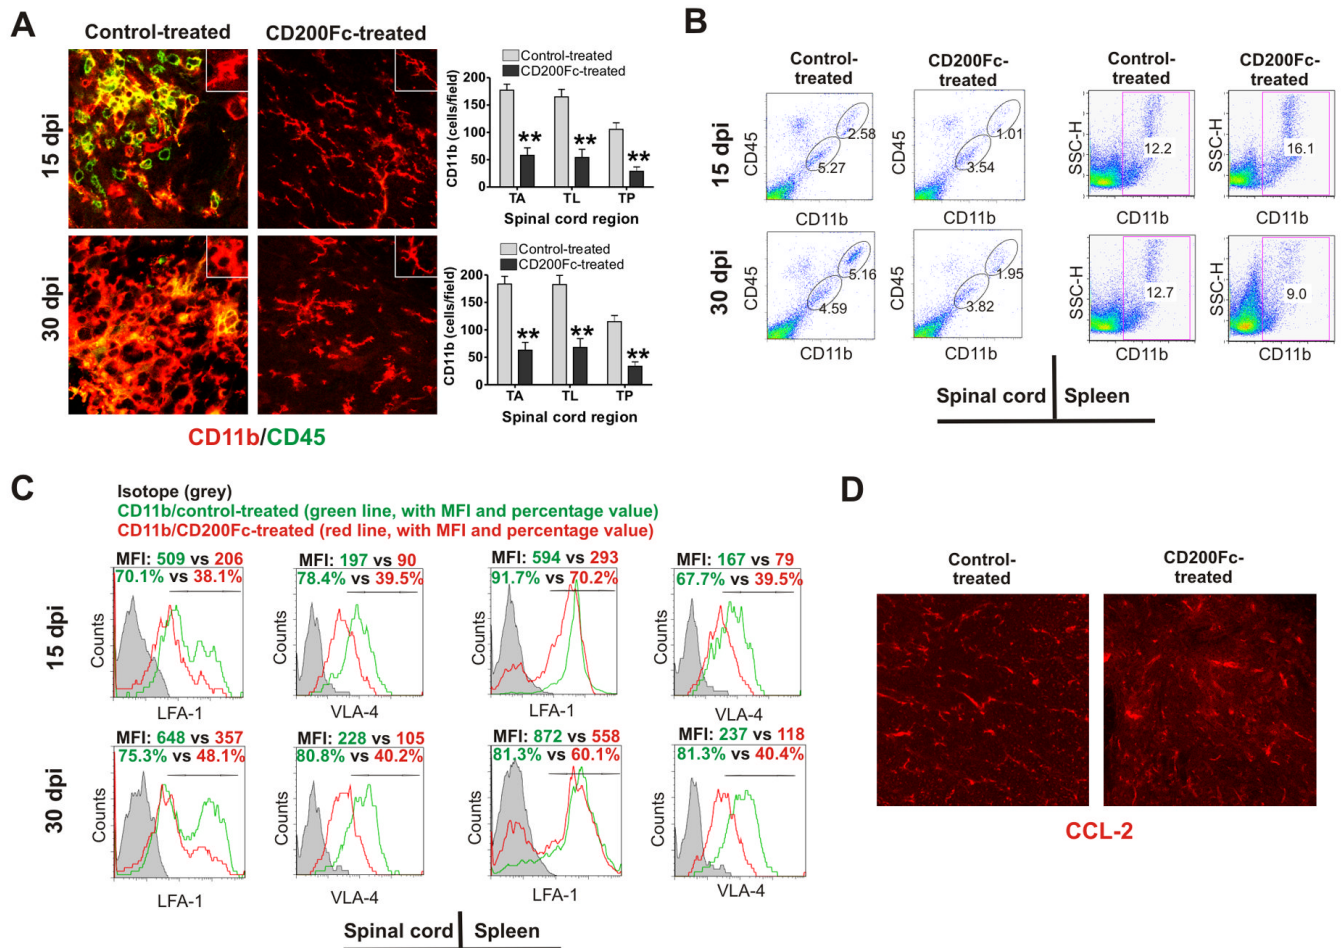 A
Control-treated
CD200Fc-treated
15 dpi
30 dpi
CD11b/CD45
Control-treated
CD200Fc-treated
CD11b (cells/field)
200
150
100
50
0
TA TL TP
Spinal cord region
Control-treated
CD200Fc-treated
CD11b (cells/field)
200
150
100
50
0
TA TL TP
Spinal cord region
** ** **
** ** **
B
Control-
treated
CD200Fc-
treated
Control-
treated
CD200Fc-
treated
15 dpi
CD45
2.58
5.27
CD11b
CD45
1.01
3.54
CD11b
SSC-H
12.2
CD11b
SSC-H
16.1
CD11b
30 dpi
CD45
5.16
4.59
CD11b
CD45
1.95
3.82
CD11b
SSC-H
12.7
CD11b
SSC-H
9.0
CD11b
Spinal cord Spleen
C
Isotope (grey)
CD11b/control-treated (green line, with MFI and percentage value)
CD11b/CD200Fc-treated (red line, with MFI and percentage value)
15 dpi
MFI: 509 vs 206
70.1% vs 38.1%
Counts
LFA-1
MFI: 197 vs 90
78.4% vs 39.5%
Counts
VLA-4
MFI: 594 vs 293
91.7% vs 70.2%
Counts
LFA-1
MFI: 167 vs 79
67.7% vs 39.5%
Counts
VLA-4
30 dpi
MFI: 648 vs 357
75.3% vs 48.1%
Counts
LFA-1
MFI: 228 vs 105
80.8% vs 40.2%
Counts
VLA-4
MFI: 872 vs 558
81.3% vs 60.1%
Counts
LFA-1
MFI: 237 vs 118
81.3% vs 40.4%
Counts
VLA-4
Spinal cord Spleen
D
Control-
treated
CD200Fc-
treated
CCL-2